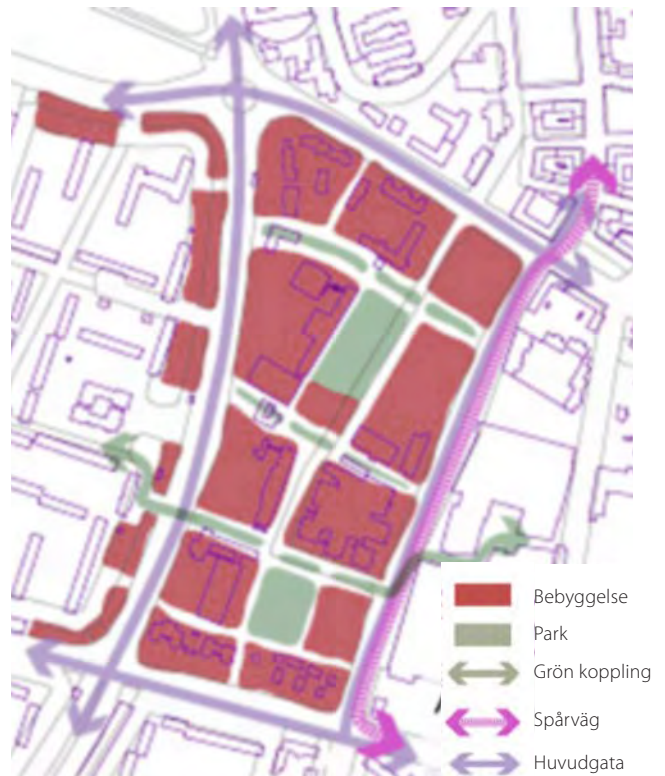 Bebyggelse
Park
Grön koppling
Spårväg
Huvudgata